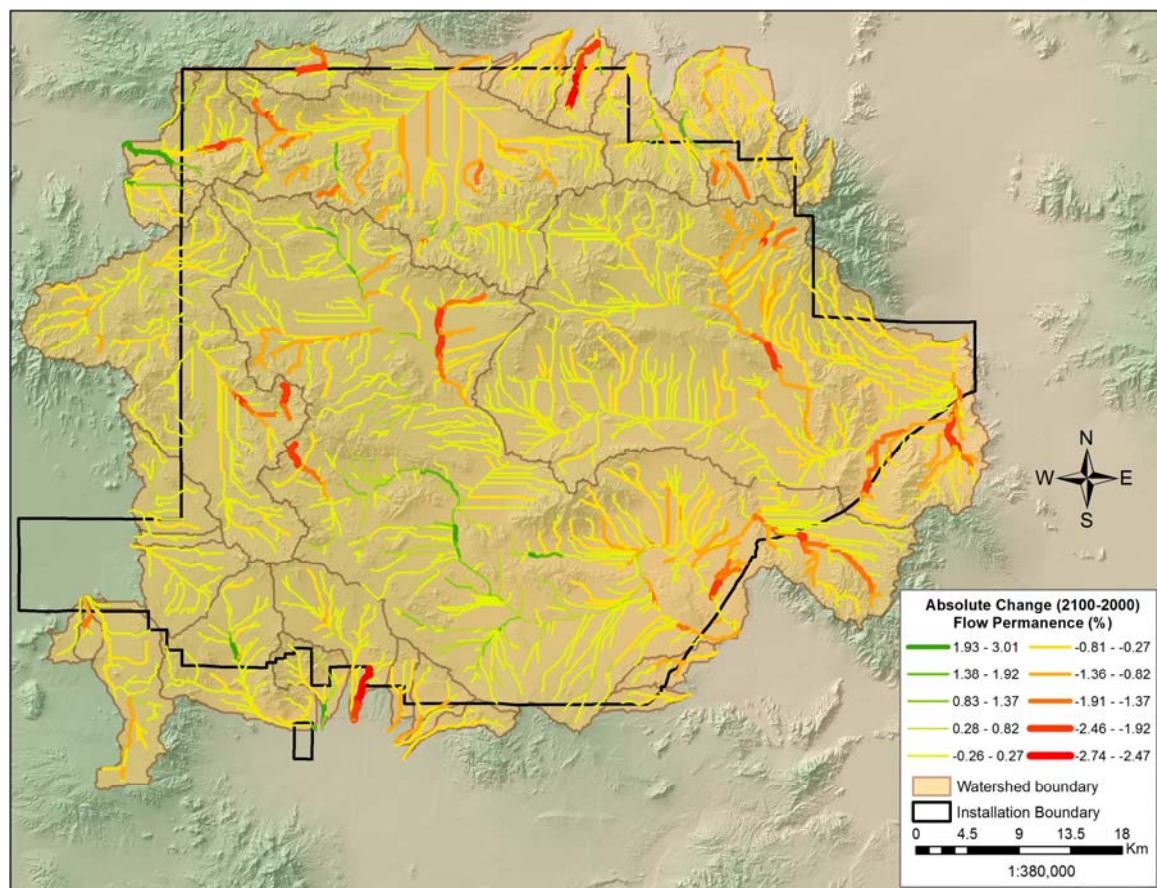 N
W E
S
Absolute Change (2100-2000)
Flow Permanence (%)
1.93 - 3.01 -0.81 - -0.27
1.38 - 1.92 -1.36 - -0.82
0.83 - 1.37 -1.91 - -1.37
0.28 - 0.82 -2.46 - -1.92
-0.26 - 0.27 -2.74 - -2.47
Watershed boundary
Installation Boundary
0 4.5 9 13.5 18
Km
1:380,000